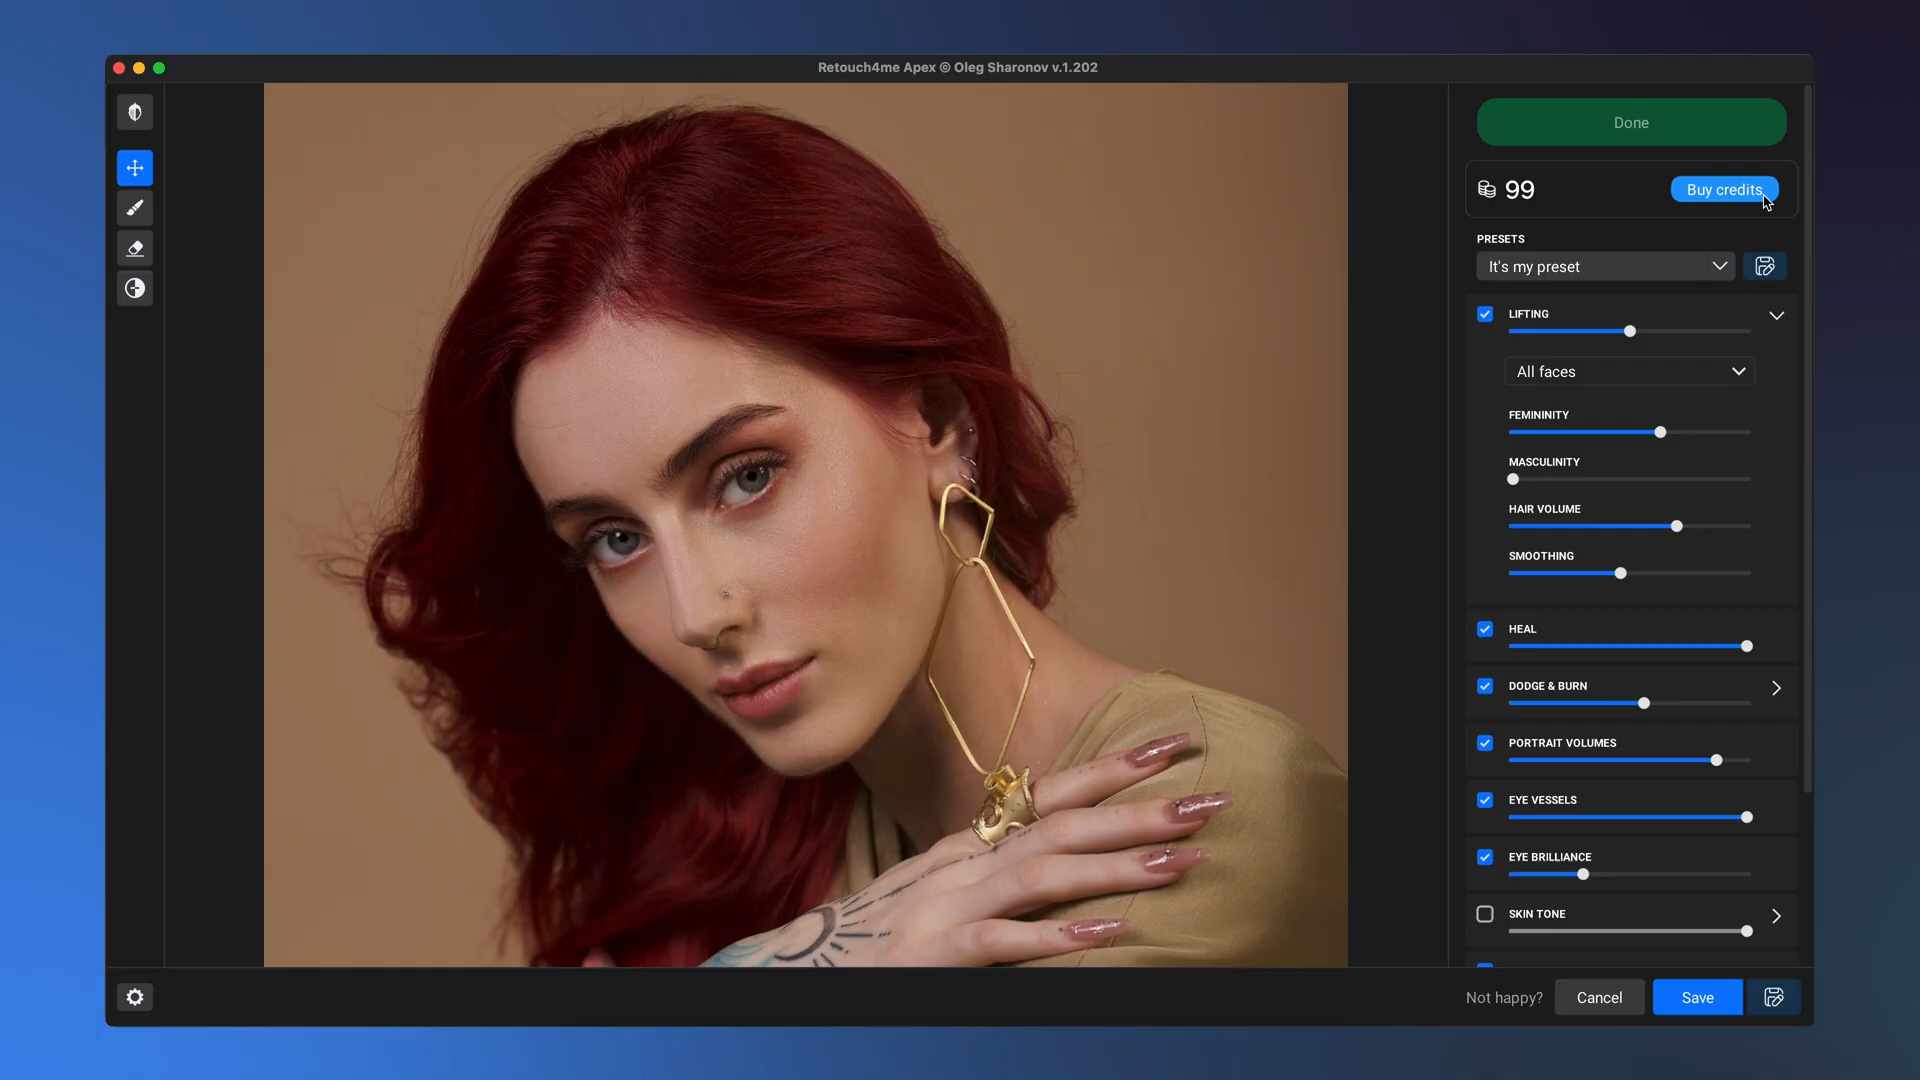 Retouch4me Apex © Oleg Sharonov v.1.202
Done
99
Buy credits
PRESETS
It's my preset
LIFTING
All faces
FEMININITY
MASCULINITY
HAIR VOLUME
SMOOTHING
HEAL
DODGE & BURN
PORTRAIT VOLUMES
EYE VESSELS
EYE BRILLIANCE
SKIN TONE
Not happy?
Cancel
Save